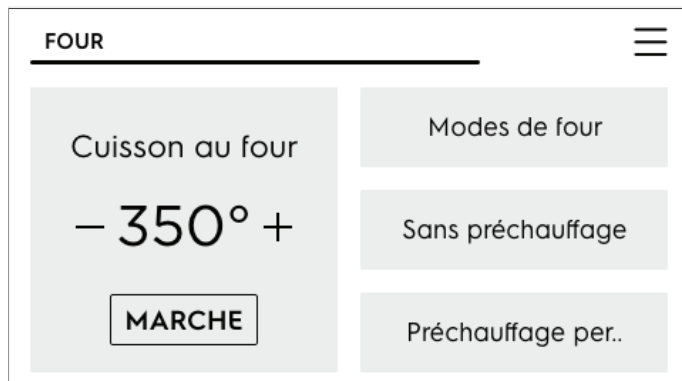 FOUR
Cuisson au four
− 350° +
MARCHE
Modes de four
Sans préchauffage
Préchauffage per..